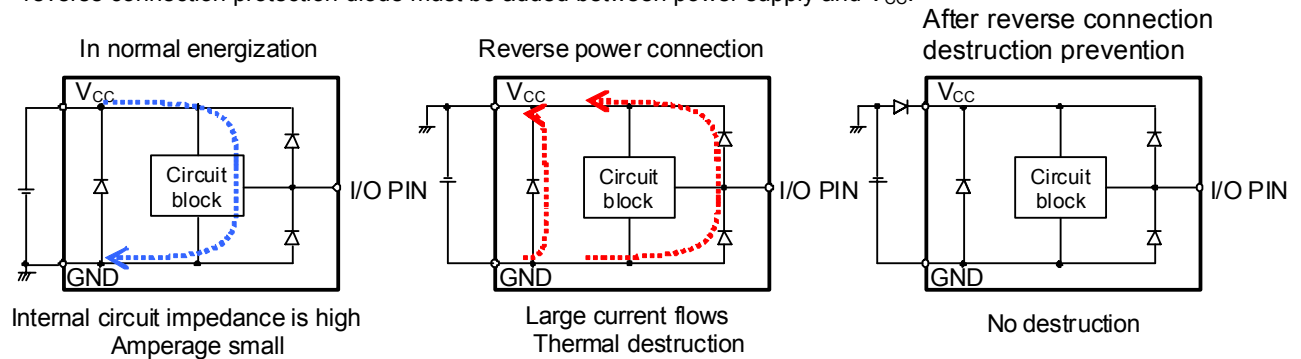 reverse connection protection diode must be added between power supply and VCC.
In normal energization
VCC
Circuit
block
I/O PIN
GND
Internal circuit impedance is high
Amperage small
Reverse power connection
VCC
Circuit
block
I/O PIN
GND
Large current flows
Thermal destruction
After reverse connection
destruction prevention
VCC
Circuit
block
I/O PIN
GND
No destruction